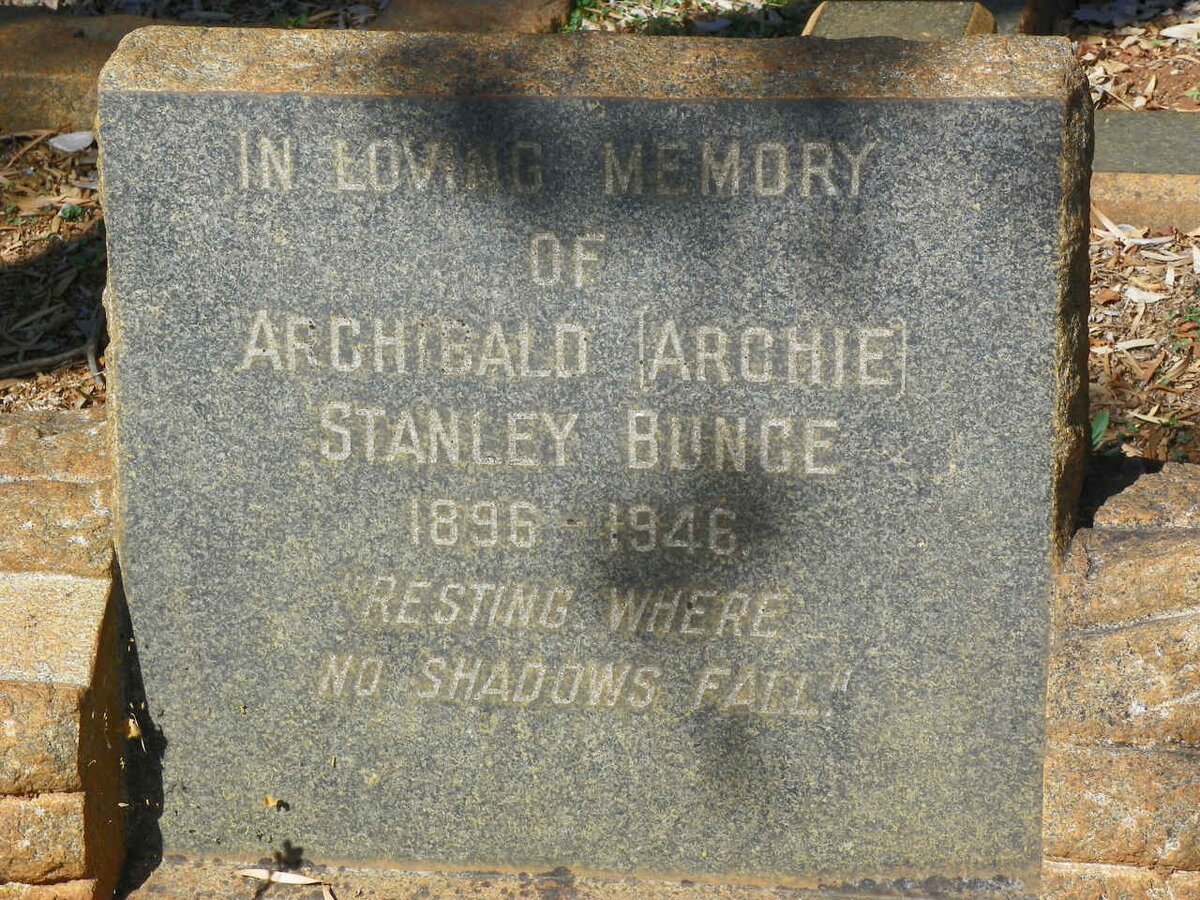 IN LOVING MEMORY
OF
ARCHIBALD [ARCHIE]
STANLEY BUNCE
1896 - 1946.
"RESTING WHERE
NO SHADOWS FALL."